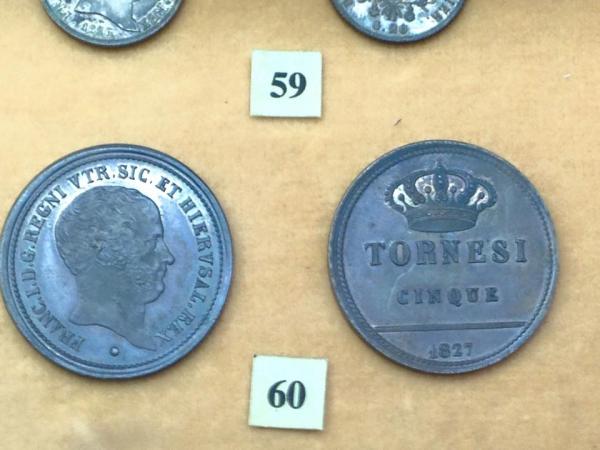 59
FRANC.I.D.G.REGNI VTR.SIC.ET HIERVSAL.REX
TORNESI
CINQUE
1827
60